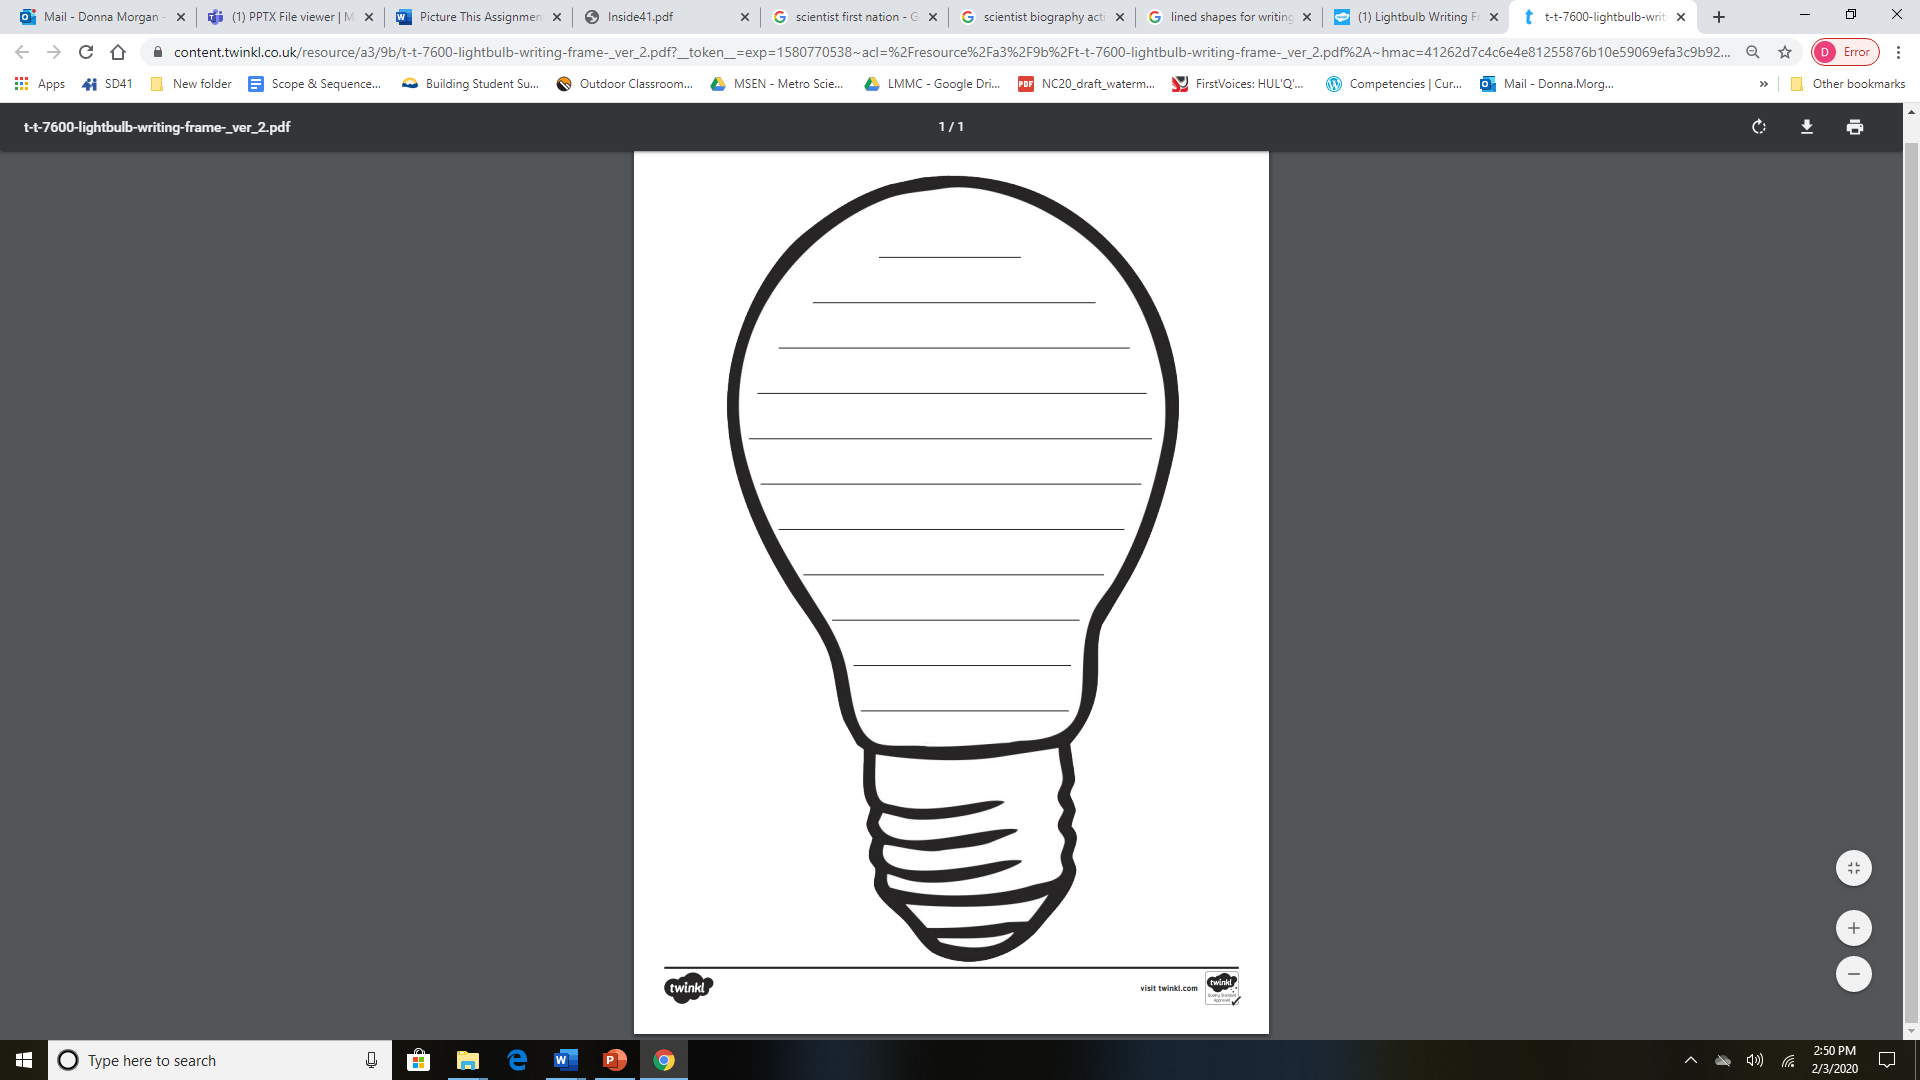 Mail - Donna Morgan -
(1) PPTX File viewer | M
Picture This Assignmen
Inside41.pdf
scientist first nation - G
scientist biography acti
lined shapes for writing
(1) Lightbulb Writing Fr
t-t-7600-lightbulb-writ
content.twinkl.co.uk/resource/a3/9b/t-t-7600-lightbulb-writing-frame-_ver_2.pdf?__token__=exp=1580770538~acl=%2Fresource%2Fa3%2F9b%2Ft-t-7600-lightbulb-writing-frame-_ver_2.pdf%2A~hmac=41262d7c4c6e4e81255876b10e59069efa3c9b92...
D Error
Apps
SD41
New folder
Scope & Sequence...
Building Student Su...
Outdoor Classroom...
MSEN - Metro Scie...
LMMC - Google Dri...
NC20_draft_waterm...
FirstVoices: HUL'Q'...
Competencies | Cur...
Mail - Donna.Morg...
» Other bookmarks
t-t-7600-lightbulb-writing-frame-_ver_2.pdf
1 / 1
twinkl
visit twinkl.com
twinkl
Quality Standard
Approved
Type here to search
2:50 PM
2/3/2020